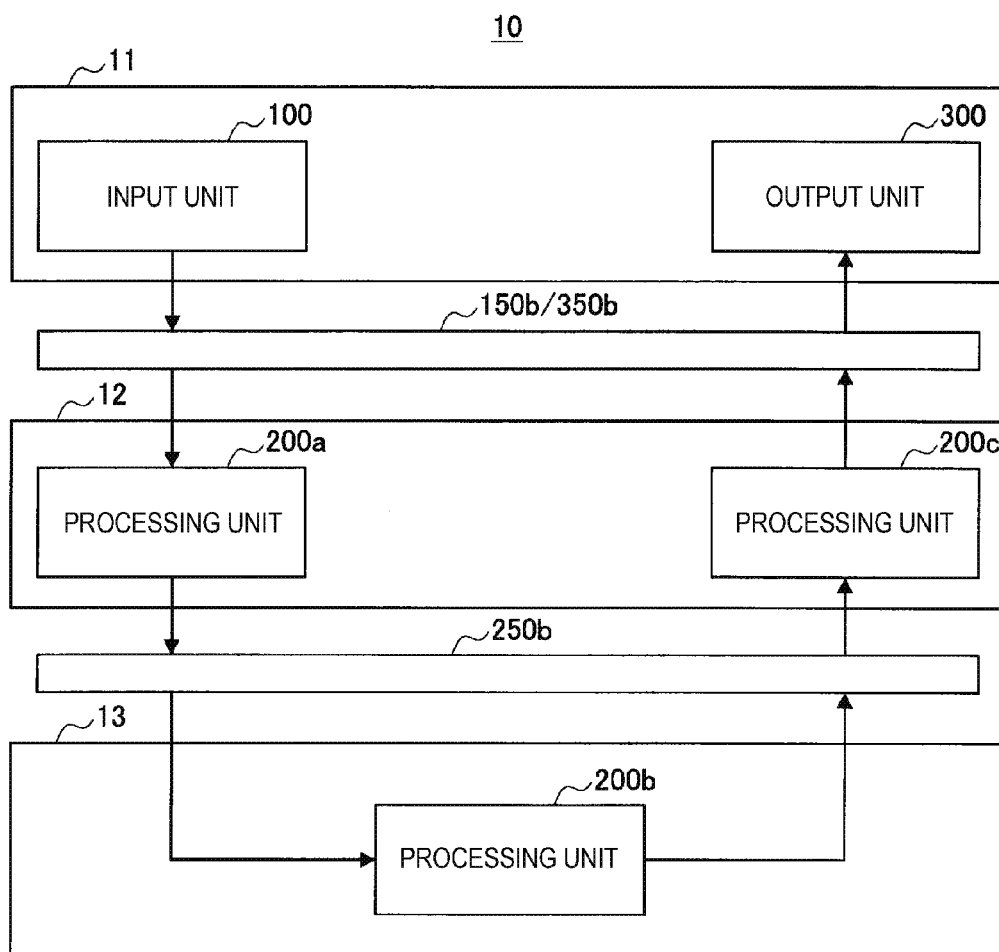 10
11
100
300
INPUT UNIT
OUTPUT UNIT
150b/350b
12
200a
200c
PROCESSING UNIT
PROCESSING UNIT
250b
13
200b
PROCESSING UNIT